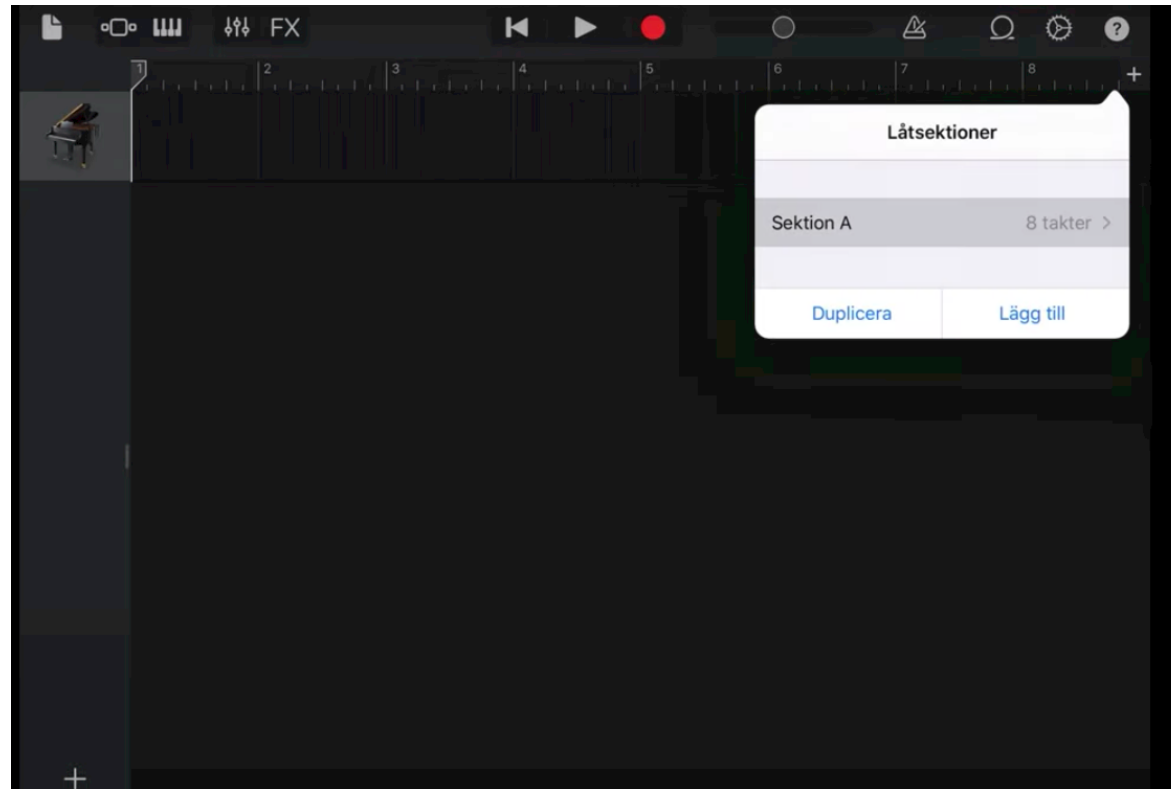 FX
1 2 3 4 5 6 7 8 +
Låtsektioner
Sektion A 8 takter >
Duplicera Lägg till